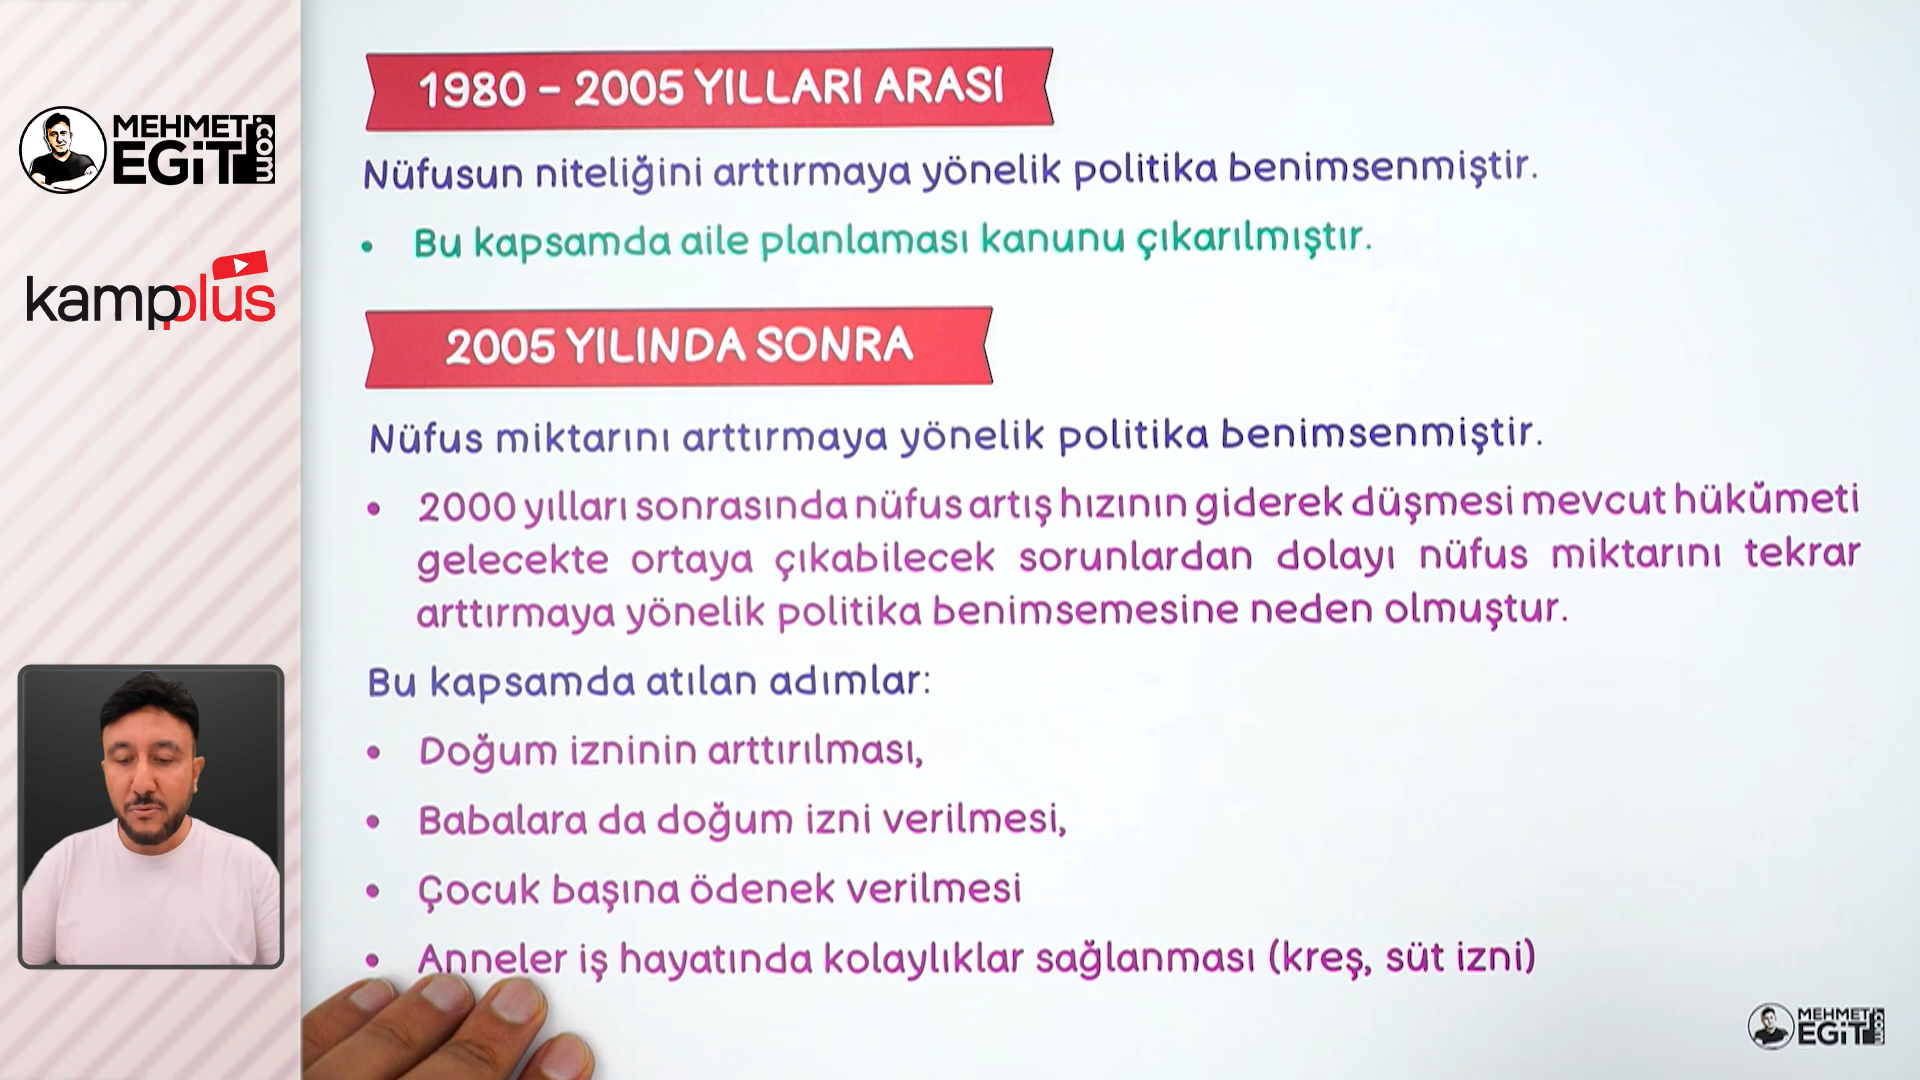 MEHMET
EGİT
.com
kampplus
1980 – 2005 YILLARI ARASI
Nüfusun niteliğini arttırmaya yönelik politika benimsenmiştir.
• Bu kapsamda aile planlaması kanunu çıkarılmıştır.
2005 YILINDA SONRA
Nüfus miktarını arttırmaya yönelik politika benimsenmiştir.
• 2000 yılları sonrasında nüfus artış hızının giderek düşmesi mevcut hükûmeti
gelecekte ortaya çıkabilecek sorunlardan dolayı nüfus miktarını tekrar
arttırmaya yönelik politika benimsemesine neden olmuştur.
Bu kapsamda atılan adımlar:
• Doğum izninin arttırılması,
• Babalara da doğum izni verilmesi,
• Çocuk başına ödenek verilmesi
• Anneler iş hayatında kolaylıklar sağlanması (kreş, süt izni)
MEHMET
EGİT
.com